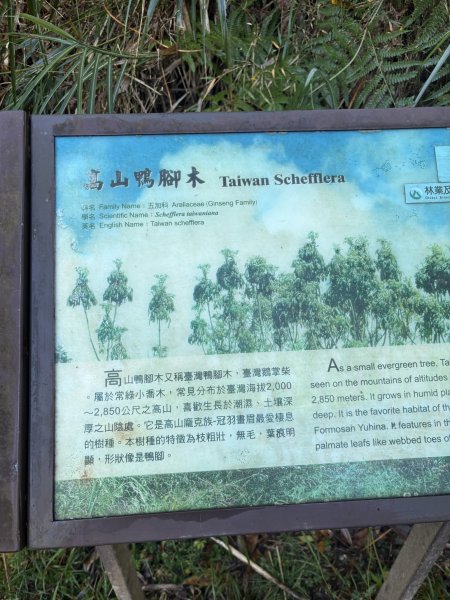 高山鴨腳木 Taiwan Schefflera
科名 Family Name：五加科 Araliaceae (Ginseng Family)
學名 Scientific Name：Schefflera taiwaniana
英名 English Name：Taiwan schefflera
林業及
高山鴨腳木又稱臺灣鴨腳木，臺灣鵝掌柴
。屬於常綠小喬木，常見分布於臺灣海拔2,000
～2,850公尺之高山，喜歡生長於潮濕、土壤深
厚之山陰處。它是高山龐克族-冠羽畫眉最愛棲息
的樹種。本樹種的特徵為枝粗壯，無毛，葉痕明
顯，形狀像是鴨腳。
As a small evergreen tree, Ta
seen on the mountains of altitudes
2,850 meters. It grows in humid pl
deep. It is the favorite habitat of th
Formosan Yuhina. It features in th
palmate leafs like webbed toes of